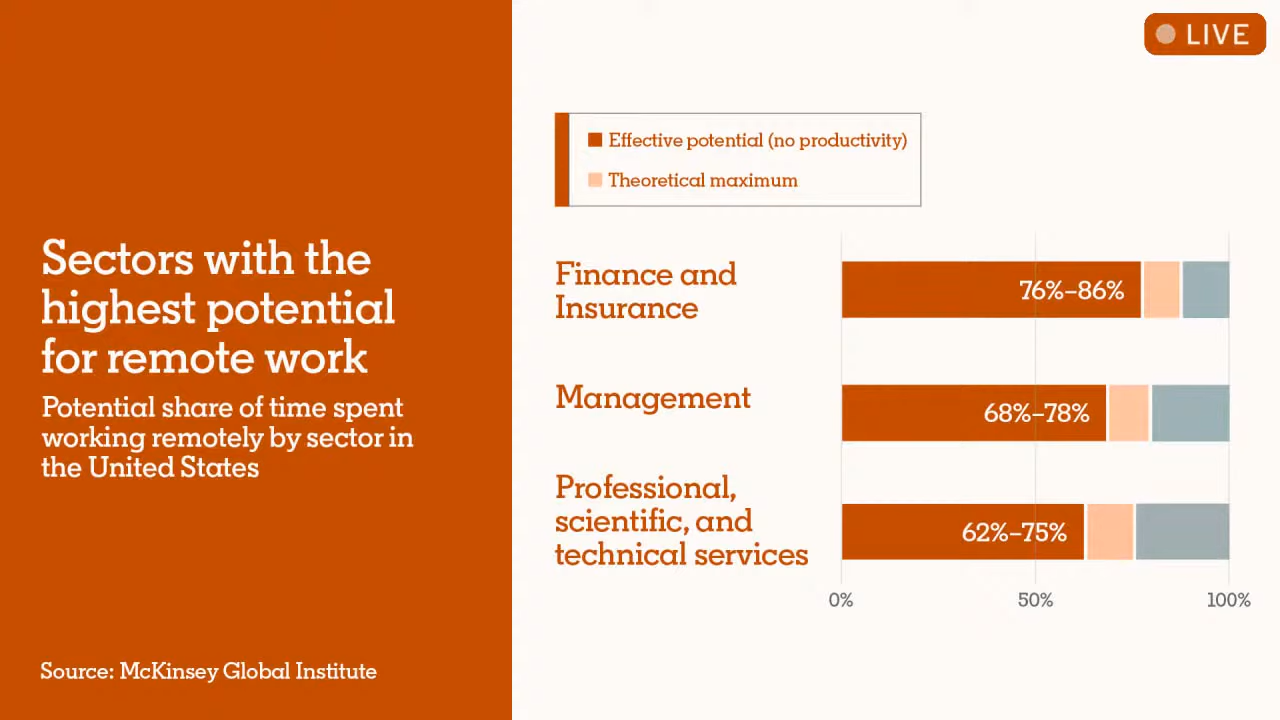 LIVE
Effective potential (no productivity)
Theoretical maximum
Sectors with the
highest potential
for remote work
Potential share of time spent
working remotely by sector in
the United States
Finance and
Insurance
76%–86%
Management
68%–78%
Professional,
scientific, and
technical services
62%–75%
0% 50% 100%
Source: McKinsey Global Institute